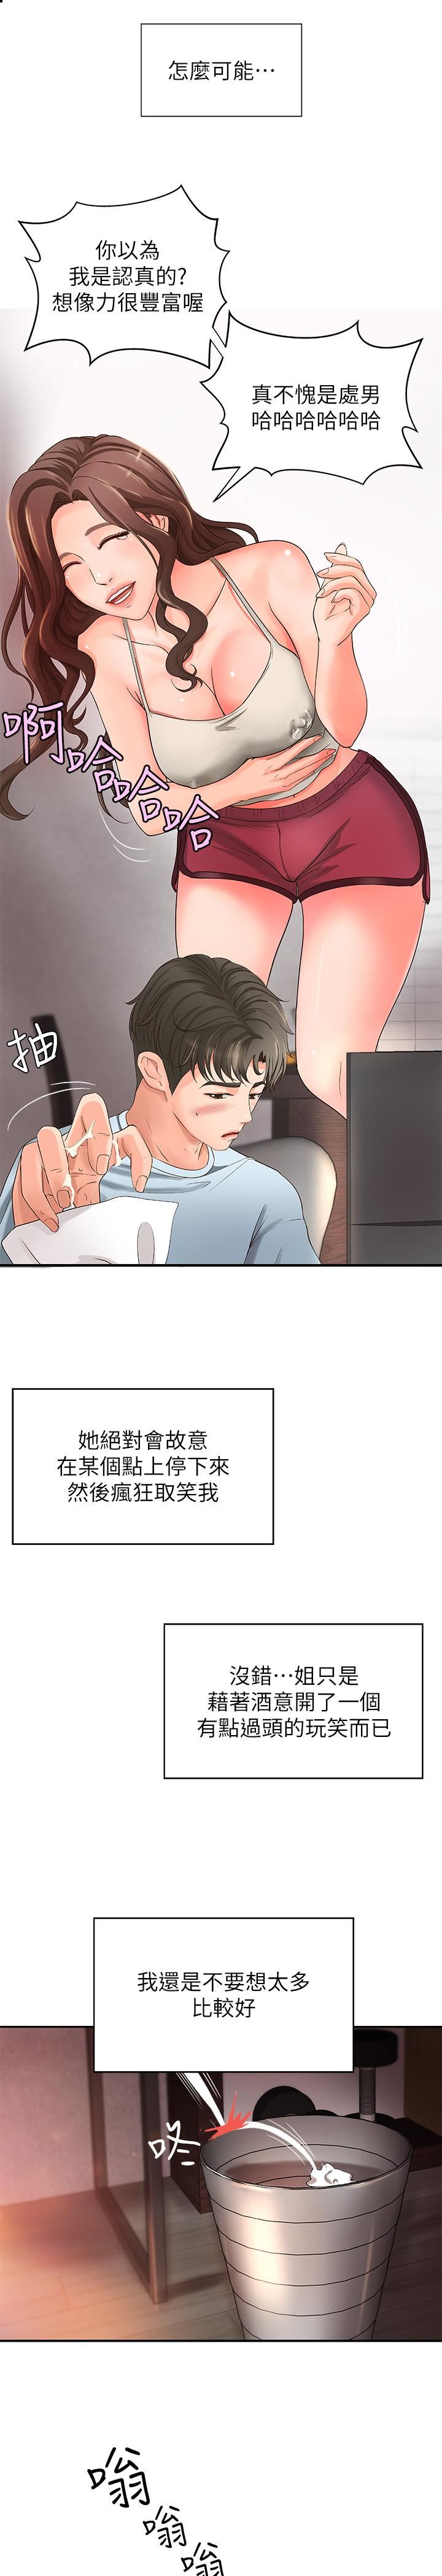 怎麼可能…
你以為
我是認真的?
想像力很豐富喔
真不愧是處男
哈哈哈哈哈哈
啊哈哈哈哈
抽
她絕對會故意
在某個點上停下來
然後瘋狂取笑我
沒錯…姐只是
藉著酒意開了一個
有點過頭的玩笑而已
我還是不要想太多
比較好
咚
嗡
嗡
嗡